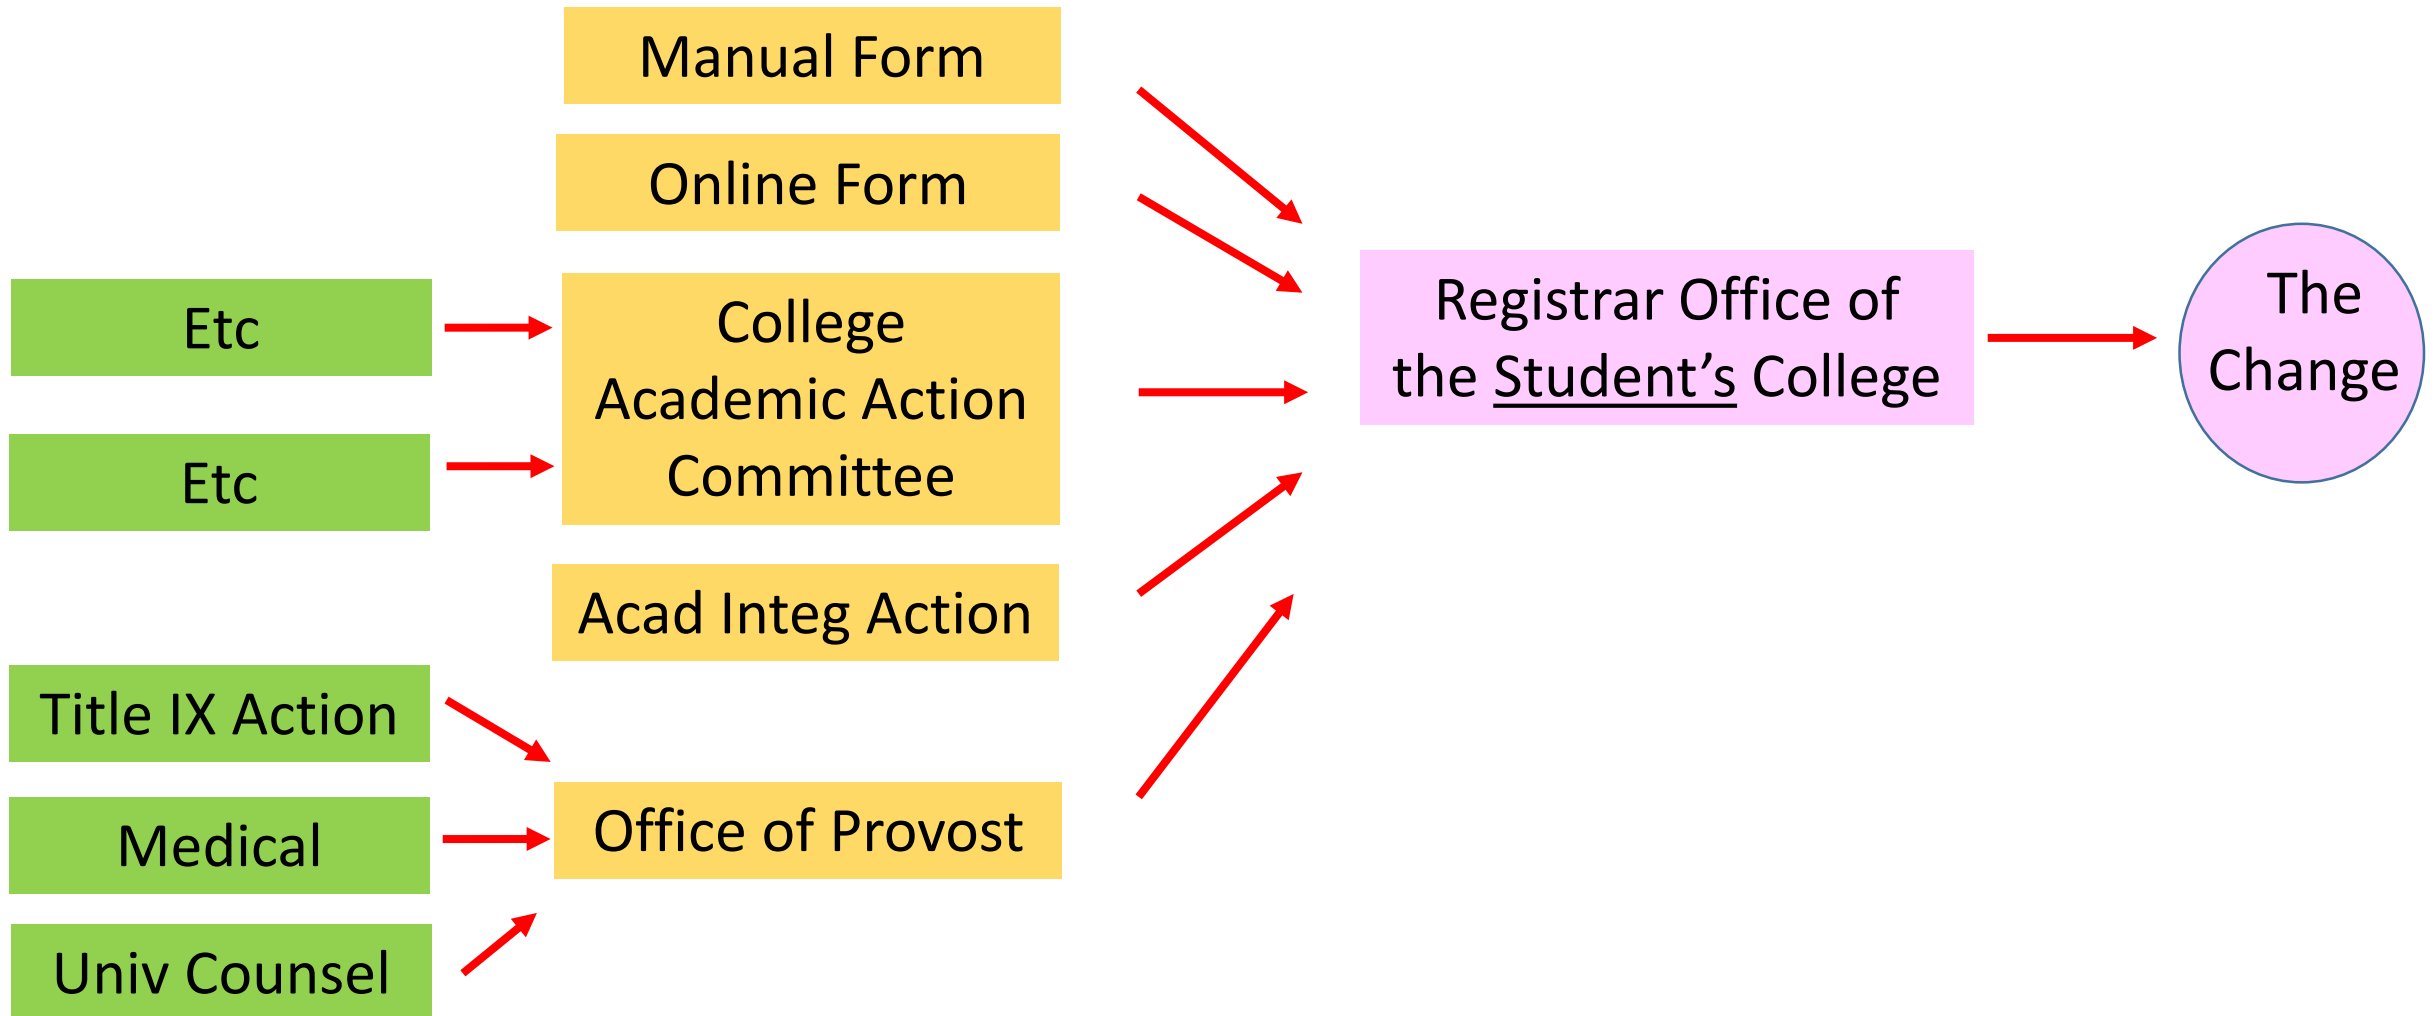 Manual Form
Online Form
Etc
Etc
College
Academic Action
Committee
Acad Integ Action
Title IX Action
Medical
Univ Counsel
Office of Provost
Registrar Office of
the Student’s College
The
Change